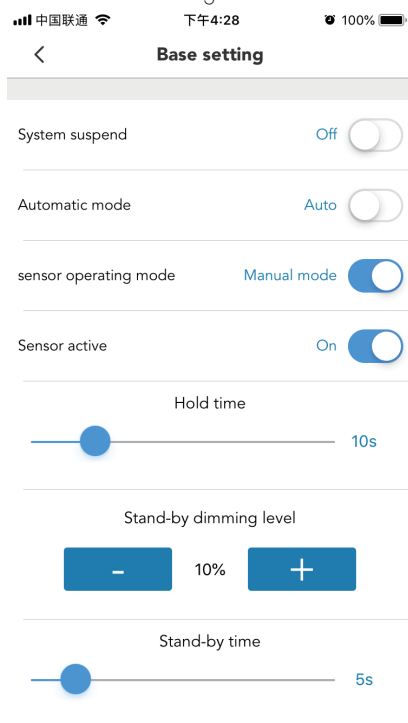 中国联通 下午4:28 100%
Base setting
System suspend Off
Automatic mode Auto
sensor operating mode Manual mode
Sensor active On
Hold time
10s
Stand-by dimming level
- 10% +
Stand-by time
5s